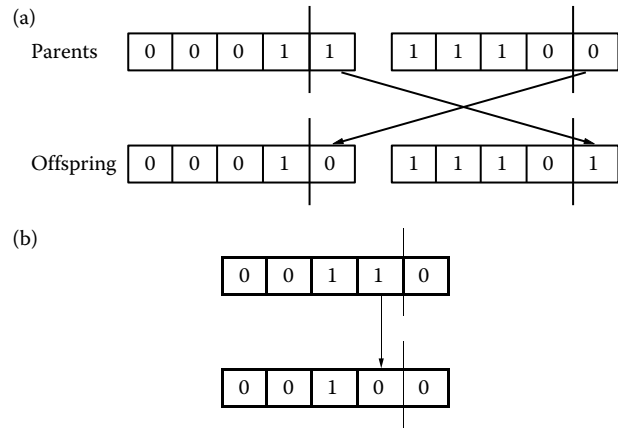 (a)
Parents 0 0 0 1 1 1 1 1 0 0
Offspring 0 0 0 1 0 1 1 1 0 1
(b)
0 0 1 1 0
0 0 1 0 0